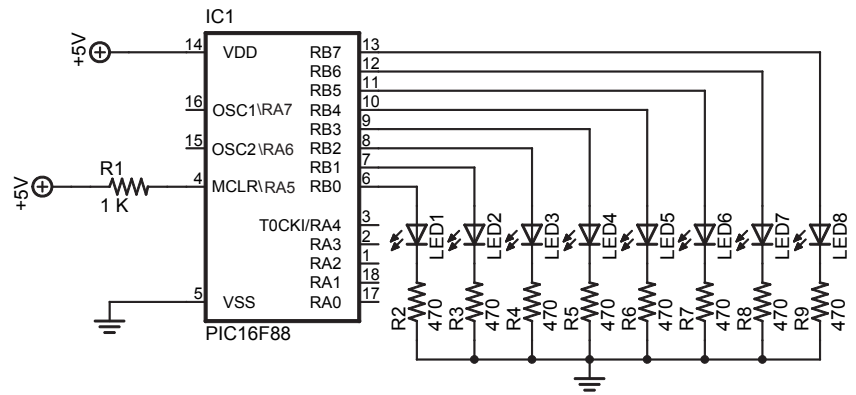 IC1
+5V
14 VDD RB7 13
RB6 12
RB5 11
16 OSC1\RA7 RB4 10
RB3 9
15 OSC2\RA6 RB2 8
RB1 7
+5V R1 1 K 4 MCLR\RA5 RB0 6
T0CKI/RA4 3
RA3 2
RA2 1
RA1 18
5 VSS RA0 17
PIC16F88
LED1 LED2 LED3 LED4 LED5 LED6 LED7 LED8
R2 470 R3 470 R4 470 R5 470 R6 470 R7 470 R8 470 R9 470